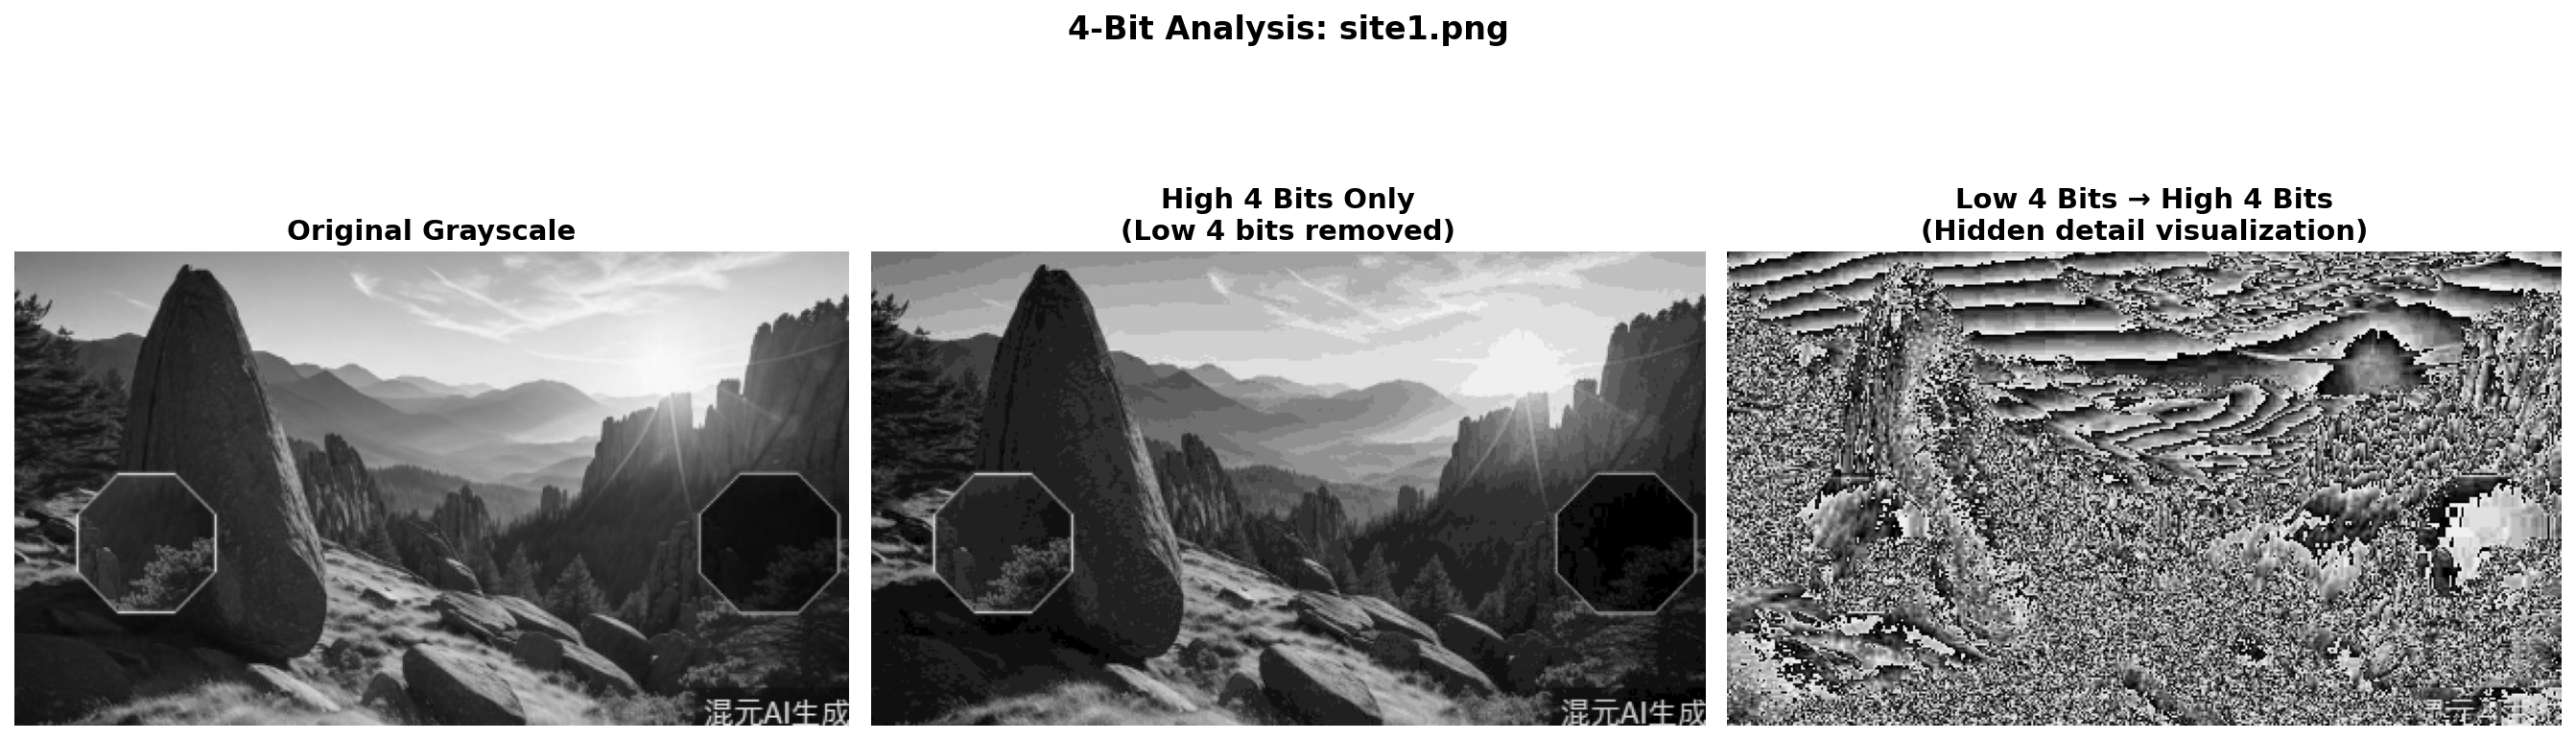 4-Bit Analysis: site1.png
Original Grayscale
High 4 Bits Only
(Low 4 bits removed)
Low 4 Bits → High 4 Bits
(Hidden detail visualization)
混元AI生成
混元AI生成